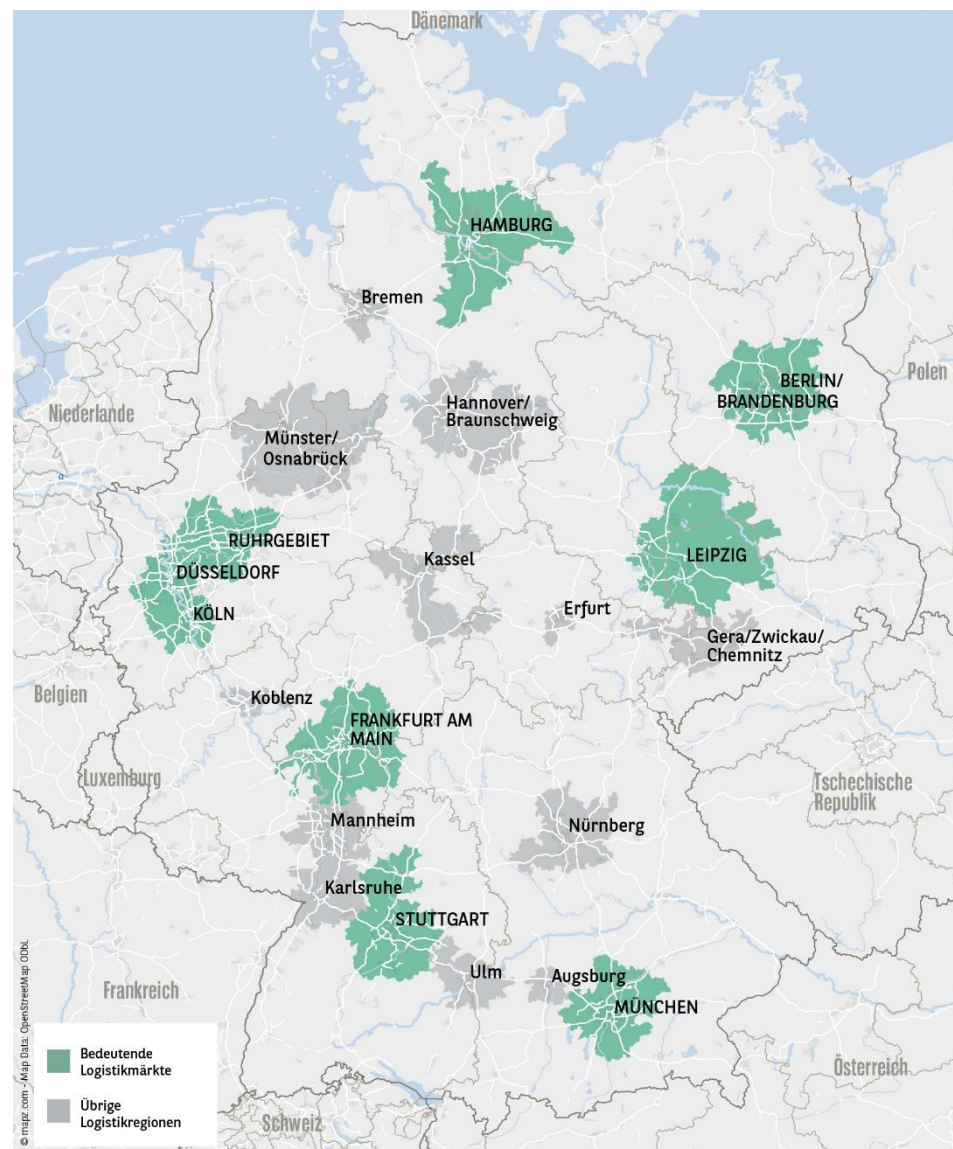 Dänemark
HAMBURG
Bremen
Polen
BERLIN/
BRANDENBURG
Niederlande
Hannover/
Braunschweig
Münster/
Osnabrück
RUHRGEBIET
DÜSSELDORF
KÖLN
Kassel
LEIPZIG
Erfurt
Gera/Zwickau/
Chemnitz
Belgien
Koblenz
FRANKFURT AM
MAIN
Luxemburg
Tschechische
Republik
Mannheim
Nürnberg
Karlsruhe
STUTTGART
Ulm
Augsburg
MÜNCHEN
Frankreich
Österreich
Schweiz
Bedeutende
Logistikmärkte
Übrige
Logistikregionen
© mapz.com - Map Data: OpenStreetMap ODbL